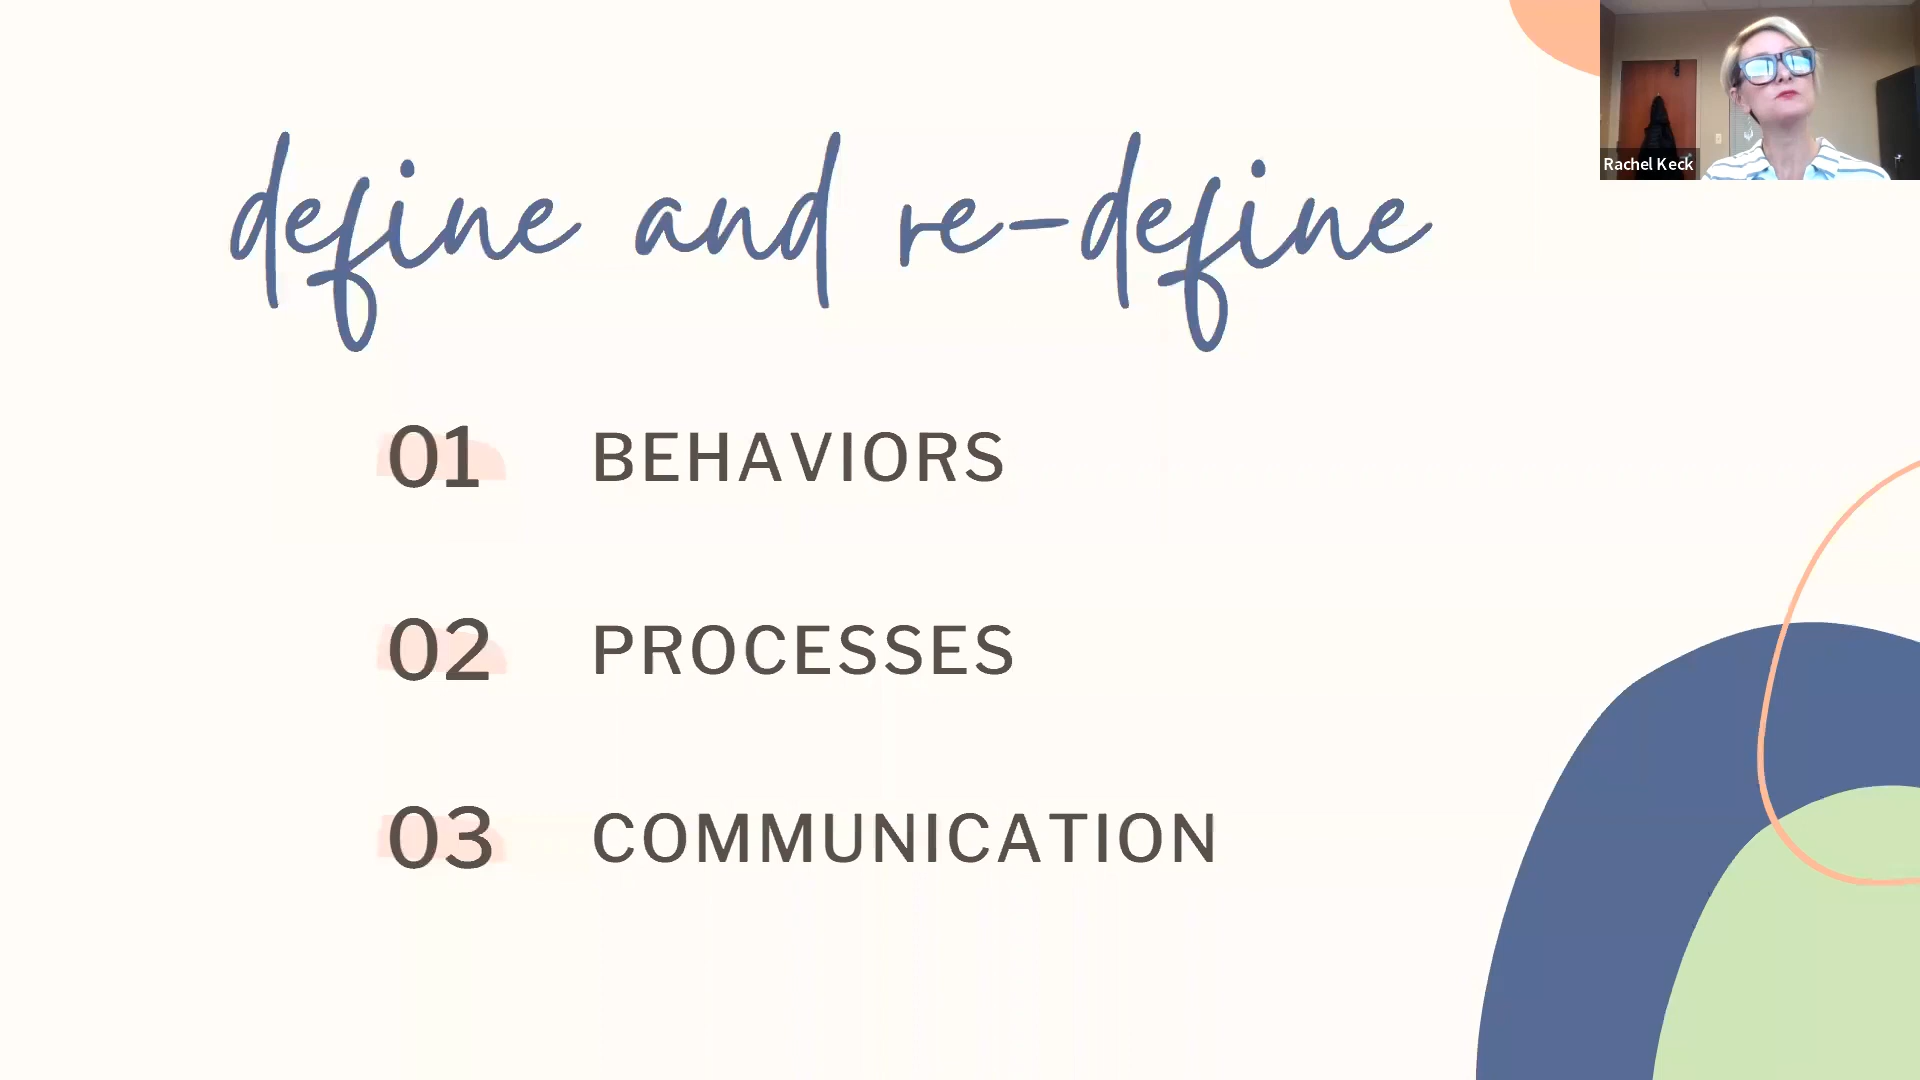 define and re-define
01 BEHAVIORS
02 PROCESSES
03 COMMUNICATION
Rachel Keck